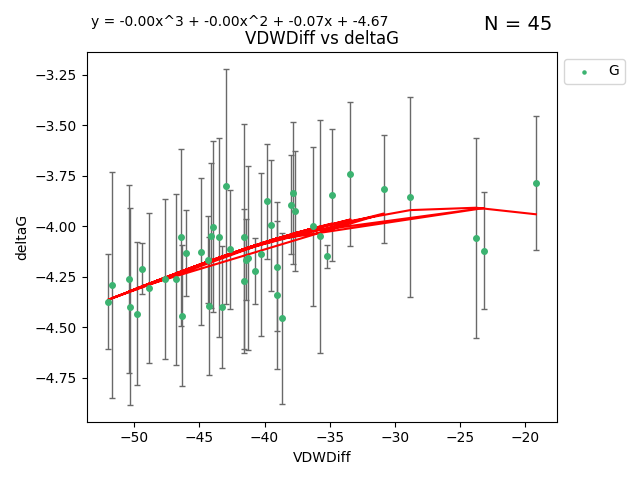 y = -0.00x^3 + -0.00x^2 + -0.07x + -4.67
N = 45
VDWDiff vs deltaG
G
−3.25
−3.50
−3.75
−4.00
−4.25
−4.50
−4.75
deltaG
−50
−45
−40
−35
−30
−25
−20
VDWDiff